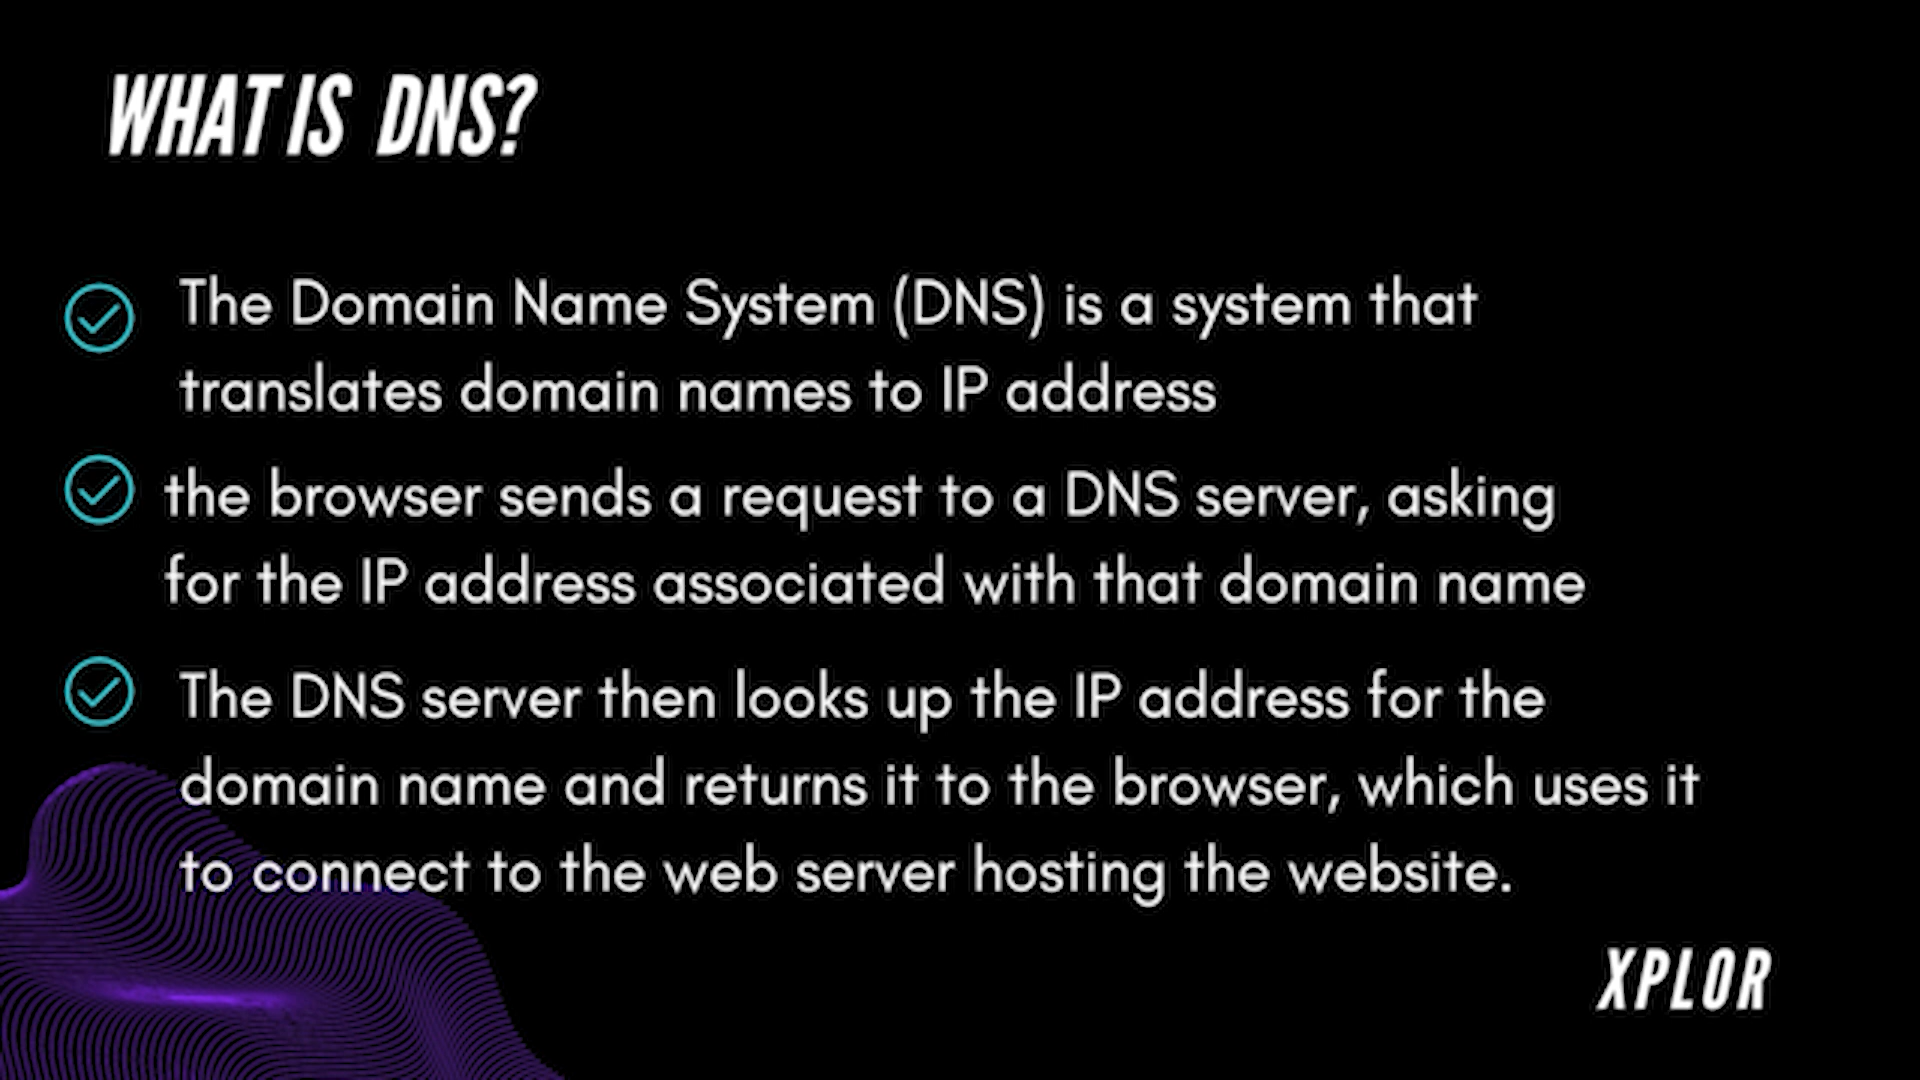 WHAT IS DNS?
The Domain Name System (DNS) is a system that
translates domain names to IP address
the browser sends a request to a DNS server, asking
for the IP address associated with that domain name
The DNS server then looks up the IP address for the
domain name and returns it to the browser, which uses it
to connect to the web server hosting the website.
XPLOR